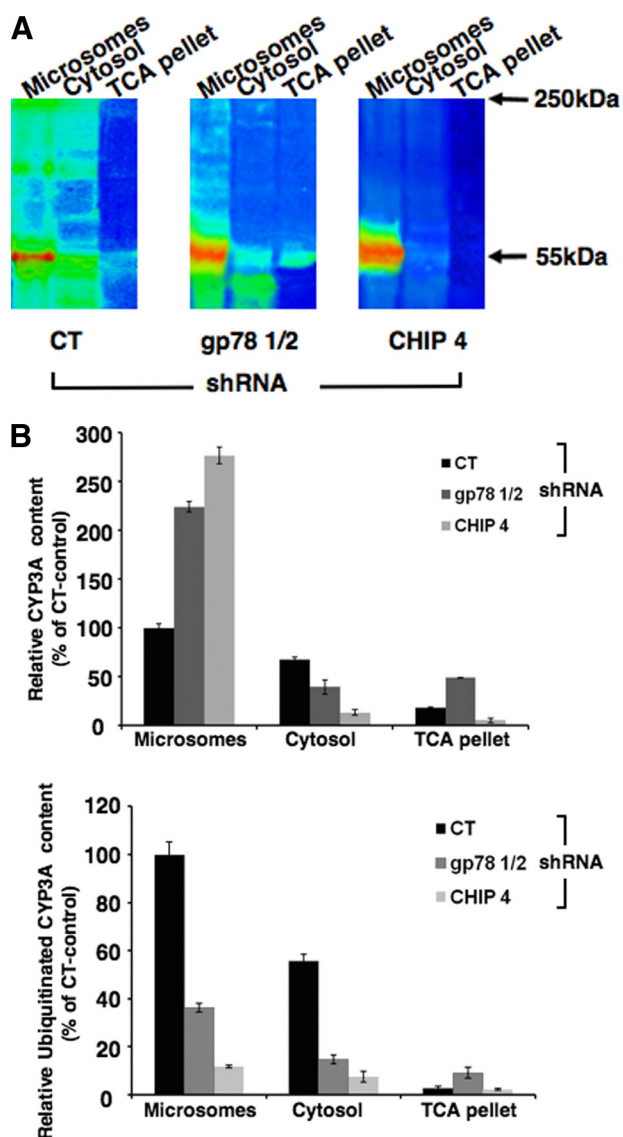 A
Microsomes Cytosol TCA pellet Microsomes Cytosol TCA pellet Microsomes Cytosol TCA pellet
250kDa
55kDa
CT gp78 1/2 CHIP 4
shRNA
B
Relative CYP3A content
(% of CT-control)
300
250
200
150
100
50
0
CT
gp78 1/2
CHIP 4
shRNA
Microsomes Cytosol TCA pellet
Relative Ubiquitinated CYP3A content
(% of CT-control)
120
100
80
60
40
20
0
CT
gp78 1/2
CHIP 4
shRNA
Microsomes Cytosol TCA pellet